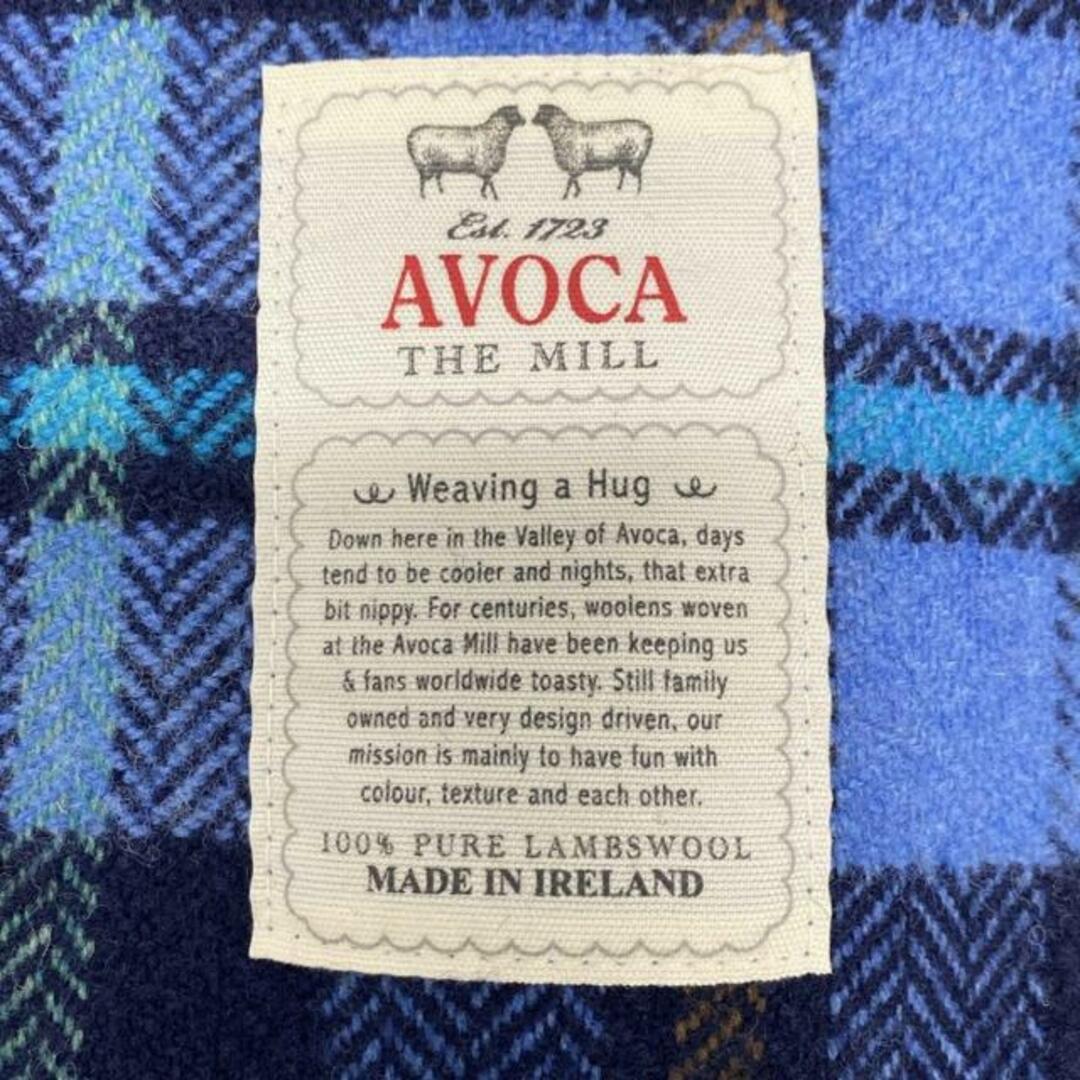 Est. 1723
AVOCA
THE MILL
Weaving a Hug
Down here in the Valley of Avoca, days
tend to be cooler and nights, that extra
bit nippy. For centuries, woolens woven
at the Avoca Mill have been keeping us
& fans worldwide toasty. Still family
owned and very design driven, our
mission is mainly to have fun with
colour, texture and each other.
100% PURE LAMBSWOOL
MADE IN IRELAND